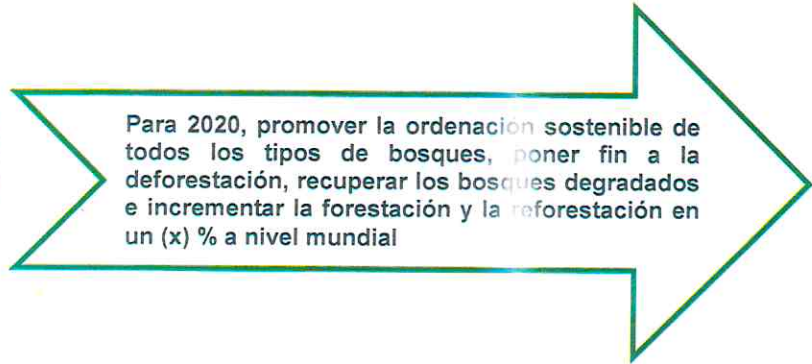 Para 2020, promover la ordenación sostenible de
todos los tipos de bosques, poner fin a la
deforestación, recuperar los bosques degradados
e incrementar la forestación y la reforestación en
un (x) % a nivel mundial